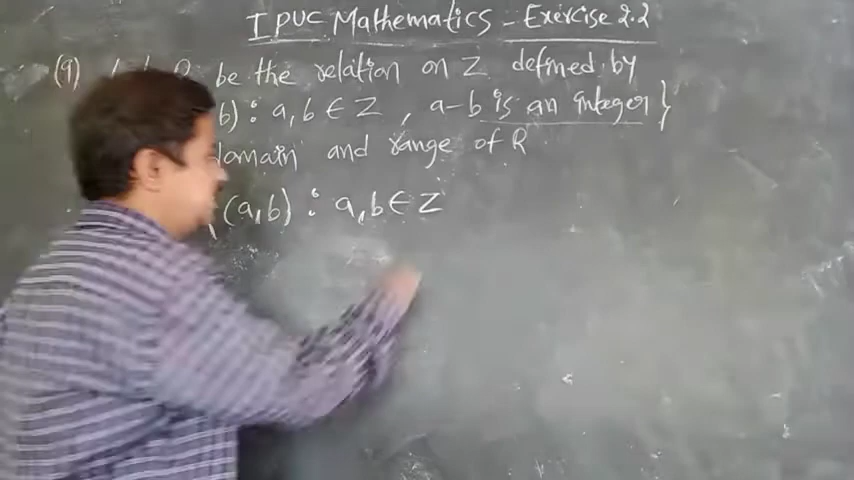 I PUC Mathematics - Exercise 2.2
(9) R be the relation on Z defined by
b) : a, b ∈ Z , a-b is an integer }
domain and range of R
(a, b) : a, b ∈ Z